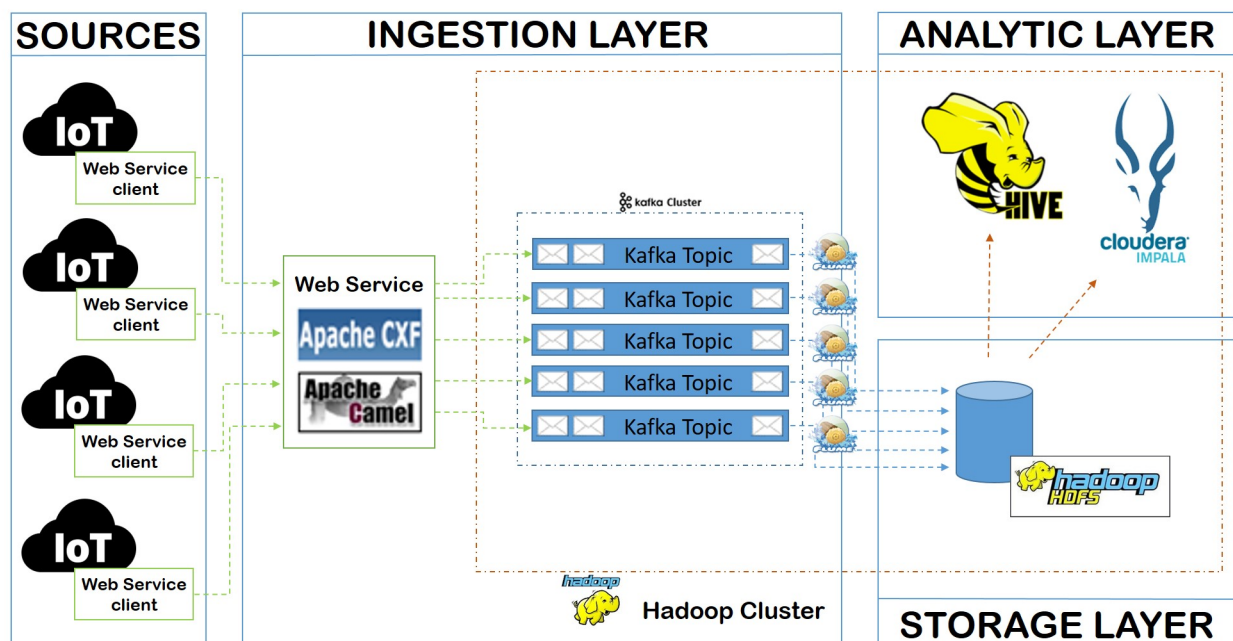 SOURCES
IoT
Web Service
client
IoT
Web Service
client
IoT
Web Service
client
IoT
Web Service
client
INGESTION LAYER
Web Service
Apache CXF
Apache
Camel
kafka Cluster
Kafka Topic
Kafka Topic
Kafka Topic
Kafka Topic
Kafka Topic
hadoop
Hadoop Cluster
ANALYTIC LAYER
HIVE
cloudera
IMPALA
hadoop
HDFS
STORAGE LAYER